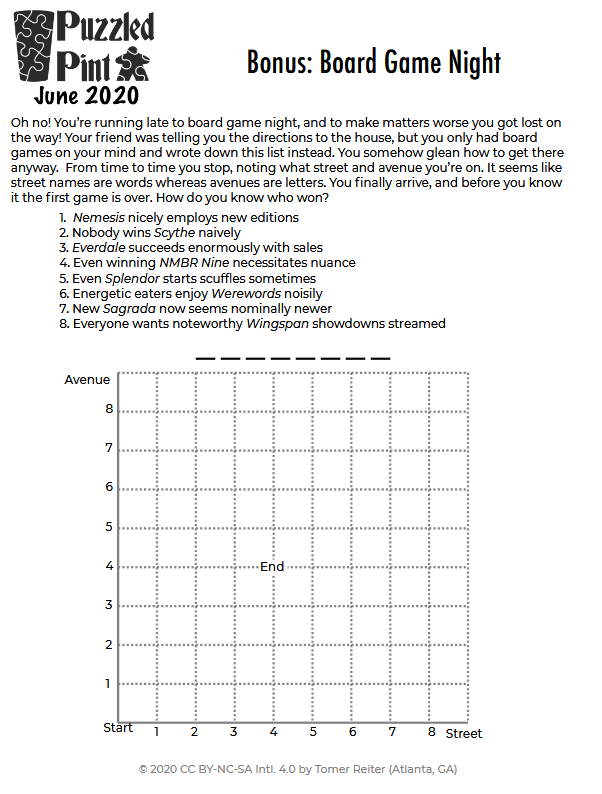 Puzzled
Pint
June 2020
Bonus: Board Game Night
Oh no! You're running late to board game night, and to make matters worse you got lost on
the way! Your friend was telling you the directions to the house, but you only had board
games on your mind and wrote down this list instead. You somehow glean how to get there
anyway.  From time to time you stop, noting what street and avenue you're on. It seems like
street names are words whereas avenues are letters. You finally arrive, and before you know
it the first game is over. How do you know who won?
1. Nemesis nicely employs new editions
2. Nobody wins Scythe naively
3. Everdale succeeds enormously with sales
4. Even winning NMBR Nine necessitates nuance
5. Even Splendor starts scuffles sometimes
6. Energetic eaters enjoy Werewords noisily
7. New Sagrada now seems nominally newer
8. Everyone wants noteworthy Wingspan showdowns streamed
Avenue
8
7
6
5
4 End
3
2
1
Start 1 2 3 4 5 6 7 8 Street
© 2020 CC BY-NC-SA Intl. 4.0 by Tomer Reiter (Atlanta, GA)